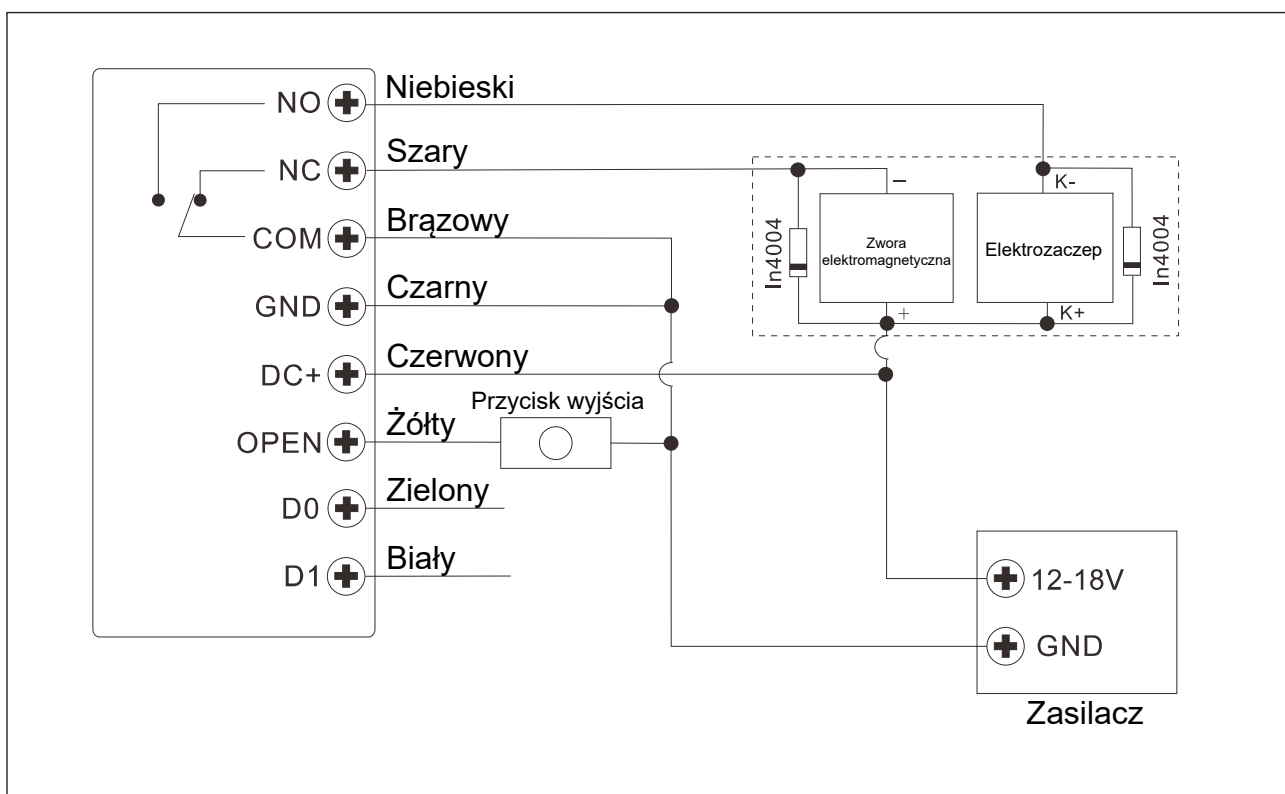 NO
Niebieski
NC
Szary
COM
Brązowy
GND
Czarny
DC+
Czerwony
OPEN
Żółty
Przycisk wyjścia
D0
Zielony
D1
Biały
In4004
−
Zwora
elektromagnetyczna
+
K-
Elektrozaczep
K+
In4004
12-18V
GND
Zasilacz